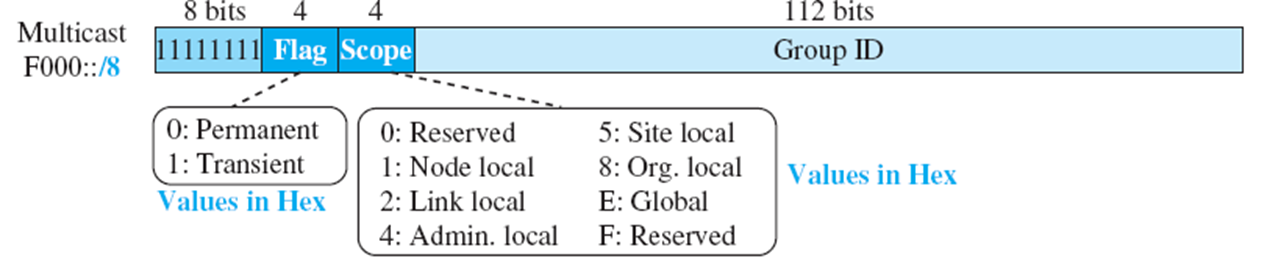 8 bits 4 4 112 bits
Multicast
F000::/8
11111111 Flag Scope Group ID
0: Permanent
1: Transient
Values in Hex
0: Reserved 5: Site local
1: Node local 8: Org. local
2: Link local E: Global
4: Admin. local F: Reserved
Values in Hex